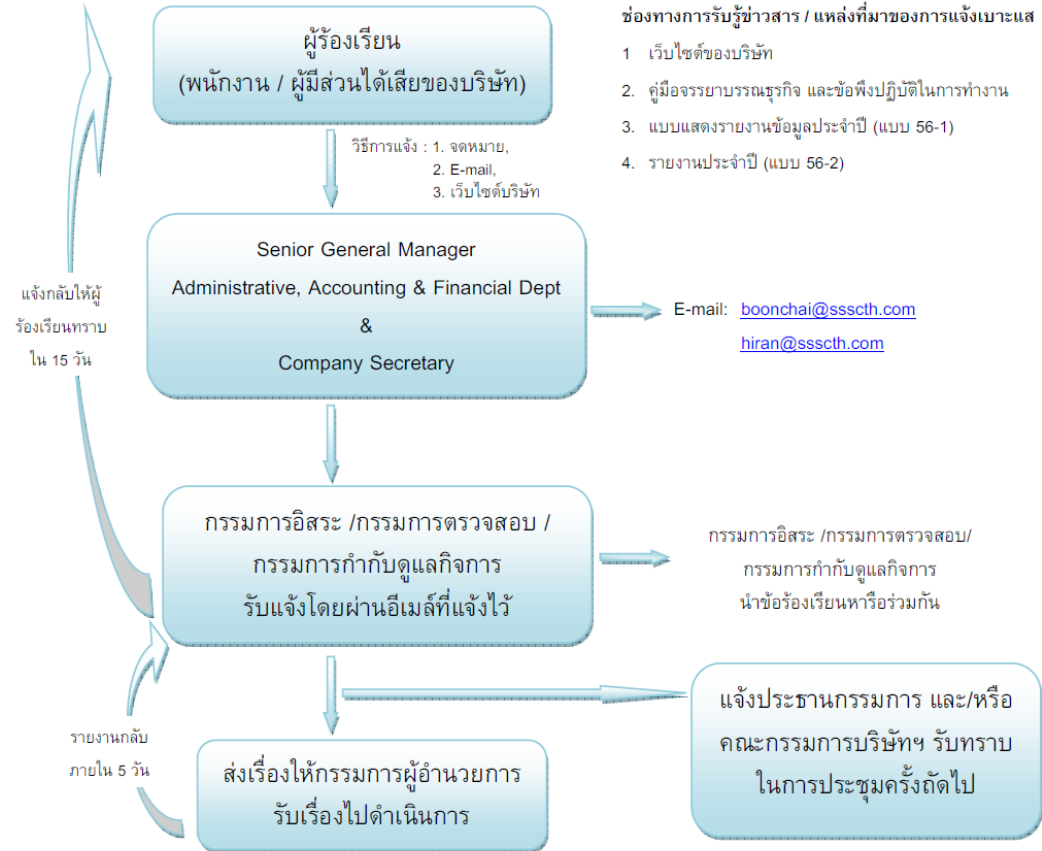 ผู้ร้องเรียน
(พนักงาน / ผู้มีส่วนได้เสียของบริษัท)
ช่องทางการรับรู้ข่าวสาร / แหล่งที่มาของการแจ้งเบาะแส
1 เว็บไซต์ของบริษัท
2. คู่มือจรรยาบรรณธุรกิจ และข้อพึงปฏิบัติในการทำงาน
3. แบบแสดงรายงานข้อมูลประจำปี (แบบ 56-1)
4. รายงานประจำปี (แบบ 56-2)
วิธีการแจ้ง : 1. จดหมาย,
2. E-mail,
3. เว็บไซต์บริษัท
Senior General Manager
Administrative, Accounting & Financial Dept
&
Company Secretary
E-mail: boonchai@ssscth.com
hiran@ssscth.com
แจ้งกลับให้ผู้
ร้องเรียนทราบ
ใน 15 วัน
กรรมการอิสระ /กรรมการตรวจสอบ /
กรรมการกำกับดูแลกิจการ
รับแจ้งโดยผ่านอีเมล์ที่แจ้งไว้
กรรมการอิสระ /กรรมการตรวจสอบ/
กรรมการกำกับดูแลกิจการ
นำข้อร้องเรียนหารือร่วมกัน
แจ้งประธานกรรมการ และ/หรือ
คณะกรรมการบริษัทฯ รับทราบ
ในการประชุมครั้งถัดไป
รายงานกลับ
ภายใน 5 วัน
ส่งเรื่องให้กรรมการผู้อำนวยการ
รับเรื่องไปดำเนินการ